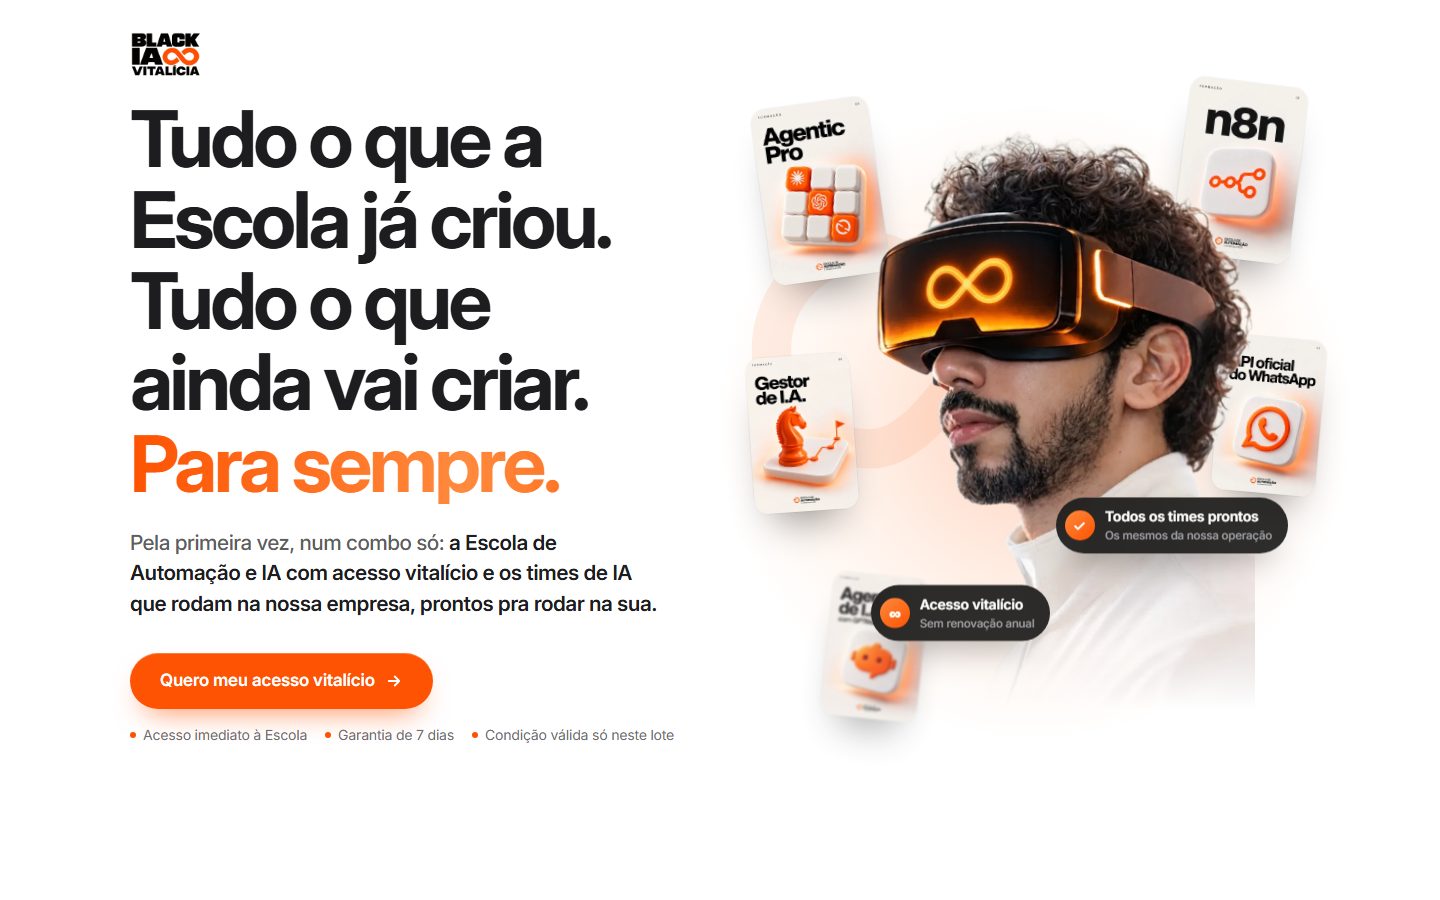 BLACK
IA
VITALÍCIA
Tudo o que a
Escola já criou.
Tudo o que
ainda vai criar.
Para sempre.
Pela primeira vez, num combo só: a Escola de
Automação e IA com acesso vitalício e os times de IA
que rodam na nossa empresa, prontos pra rodar na sua.
Quero meu acesso vitalício →
Acesso imediato à Escola
Garantia de 7 dias
Condição válida só neste lote
FORMAÇÃO
Agentic
Pro
FORMAÇÃO
n8n
Gestor
de I.A.
PI oficial
do WhatsApp
Todos os times prontos
Os mesmos da nossa operação
Acesso vitalício
Sem renovação anual